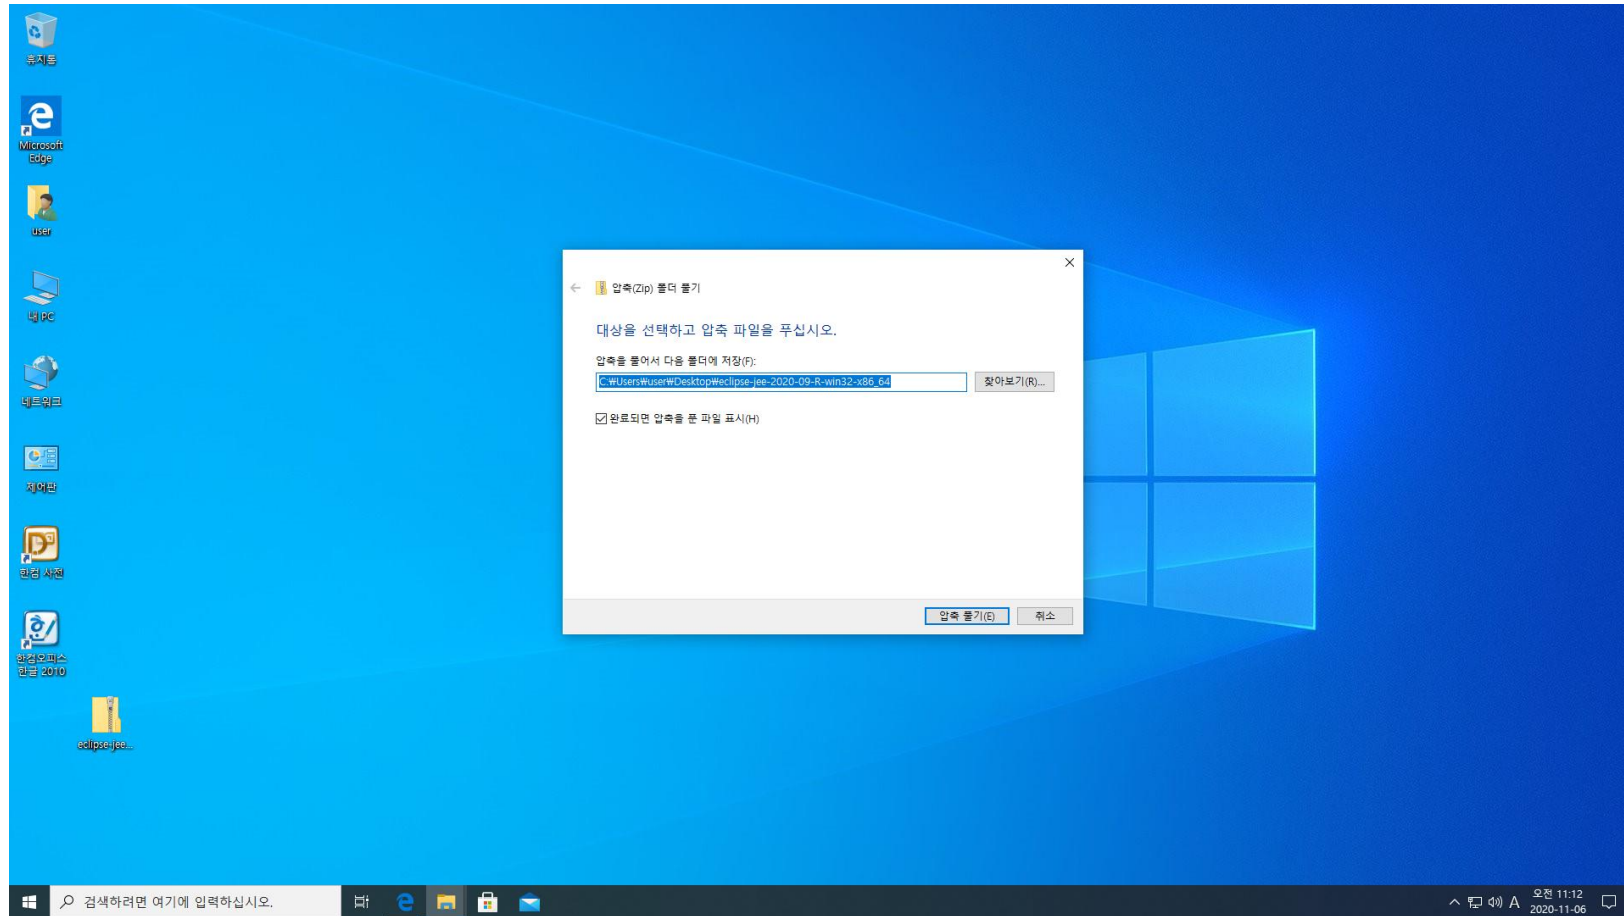 휴지통
Microsoft
Edge
user
내 PC
네트워크
제어판
한컴 사전
한컴오피스
한글 2010
eclipse-jee...
압축(Zip) 폴더 풀기
대상을 선택하고 압축 파일을 푸십시오.
압축을 풀어서 다음 폴더에 저장(F):
C:₩Users₩user₩Desktop₩eclipse-jee-2020-09-R-win32-x86_64
찾아보기(R)...
완료되면 압축을 푼 파일 표시(H)
압축 풀기(E)
취소
검색하려면 여기에 입력하십시오.
A
오전 11:12
2020-11-06